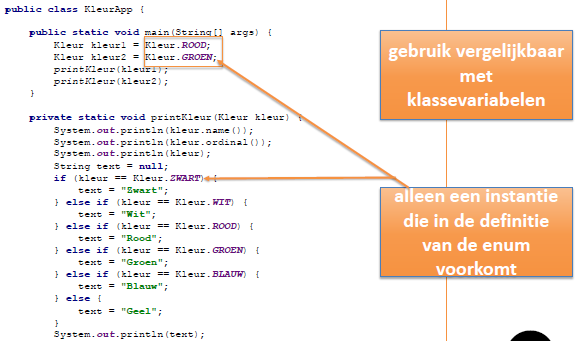 public class KleurApp {
public static void main(String[] args) {
Kleur kleur1 = Kleur.ROOD;
Kleur kleur2 = Kleur.GROEN;
printKleur(kleur1);
printKleur(kleur2);
}
private static void printKleur(Kleur kleur) {
System.out.println(kleur.name());
System.out.println(kleur.ordinal());
System.out.println(kleur);
String text = null;
if (kleur == Kleur.ZWART) {
text = "Zwart";
} else if (kleur == Kleur.WIT) {
text = "Wit";
} else if (kleur == Kleur.ROOD) {
text = "Rood";
} else if (kleur == Kleur.GROEN) {
text = "Groen";
} else if (kleur == Kleur.BLAUW) {
text = "Blauw";
} else {
text = "Geel";
}
System.out.println(text);
gebruik vergelijkbaar
met
klassevariabelen
alleen een instantie
die in de definitie
van de enum
voorkomt